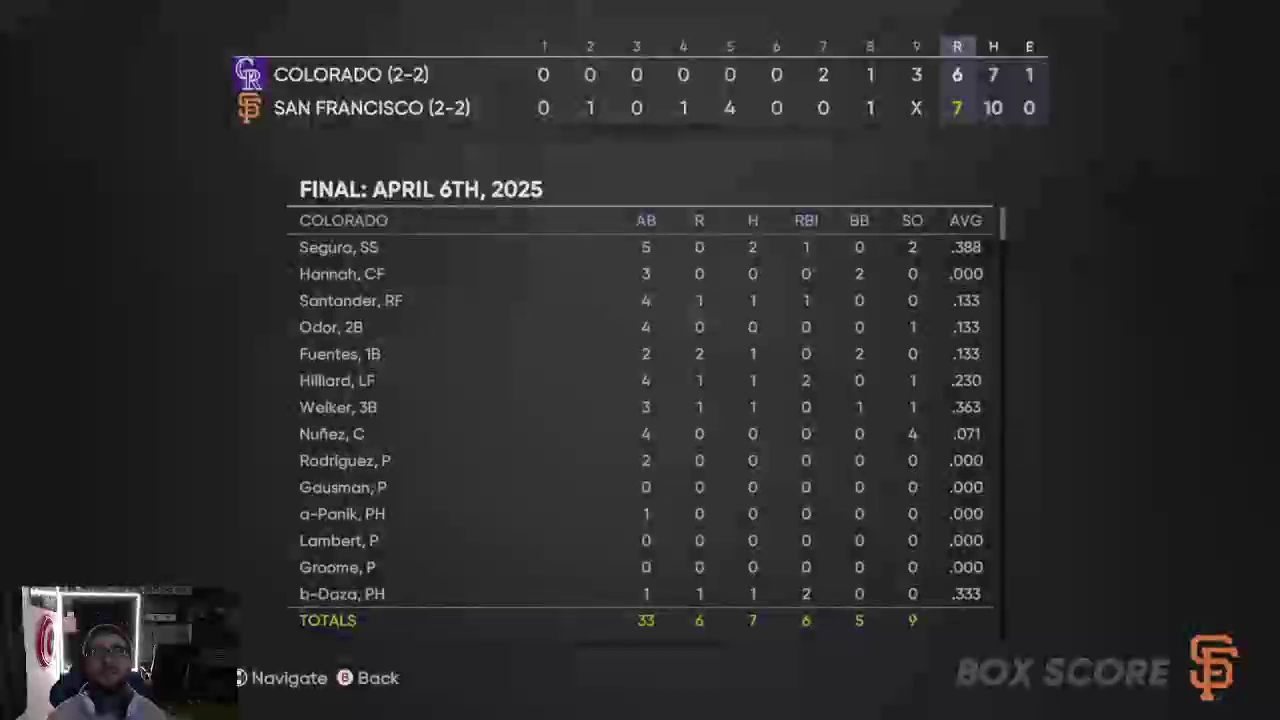 1 2 3 4 5 6 7 8 9 R H E
COLORADO (2-2) 0 0 0 0 0 0 2 1 3 6 7 1
SAN FRANCISCO (2-2) 0 1 0 1 4 0 0 1 X 7 10 0
FINAL: APRIL 6TH, 2025
COLORADO AB R H RBI BB SO AVG
Segura, SS 5 0 2 1 0 2 .388
Hannah, CF 3 0 0 0 2 0 .000
Santander, RF 4 1 1 1 0 0 .133
Odor, 2B 4 0 0 0 0 1 .133
Fuentes, 1B 2 2 1 0 2 0 .133
Hilliard, LF 4 1 1 2 0 1 .230
Welker, 3B 3 1 1 0 1 1 .363
Nuñez, C 4 0 0 0 0 4 .071
Rodriguez, P 2 0 0 0 0 0 .000
Gausman, P 0 0 0 0 0 0 .000
a-Panik, PH 1 0 0 0 0 0 .000
Lambert, P 0 0 0 0 0 0 .000
Groome, P 0 0 0 0 0 0 .000
b-Daza, PH 1 1 1 2 0 0 .333
TOTALS 33 6 7 6 5 9
Navigate B Back
BOX SCORE SF